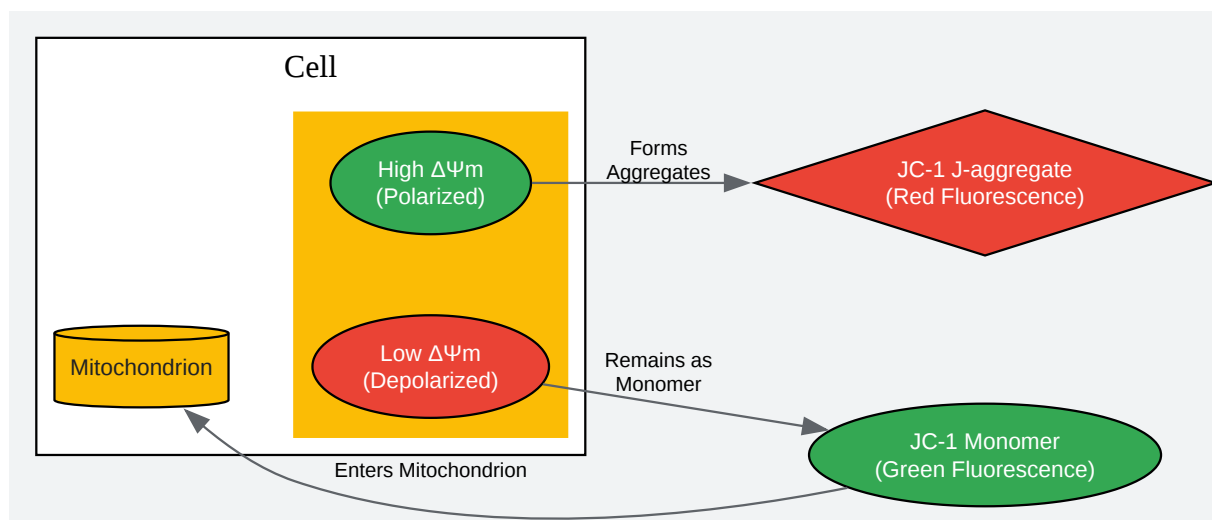 Cell
High ΔΨm
(Polarized)
Forms
Aggregates
JC-1 J-aggregate
(Red Fluorescence)
Mitochondrion
Low ΔΨm
(Depolarized)
Remains as
Monomer
JC-1 Monomer
(Green Fluorescence)
Enters Mitochondrion